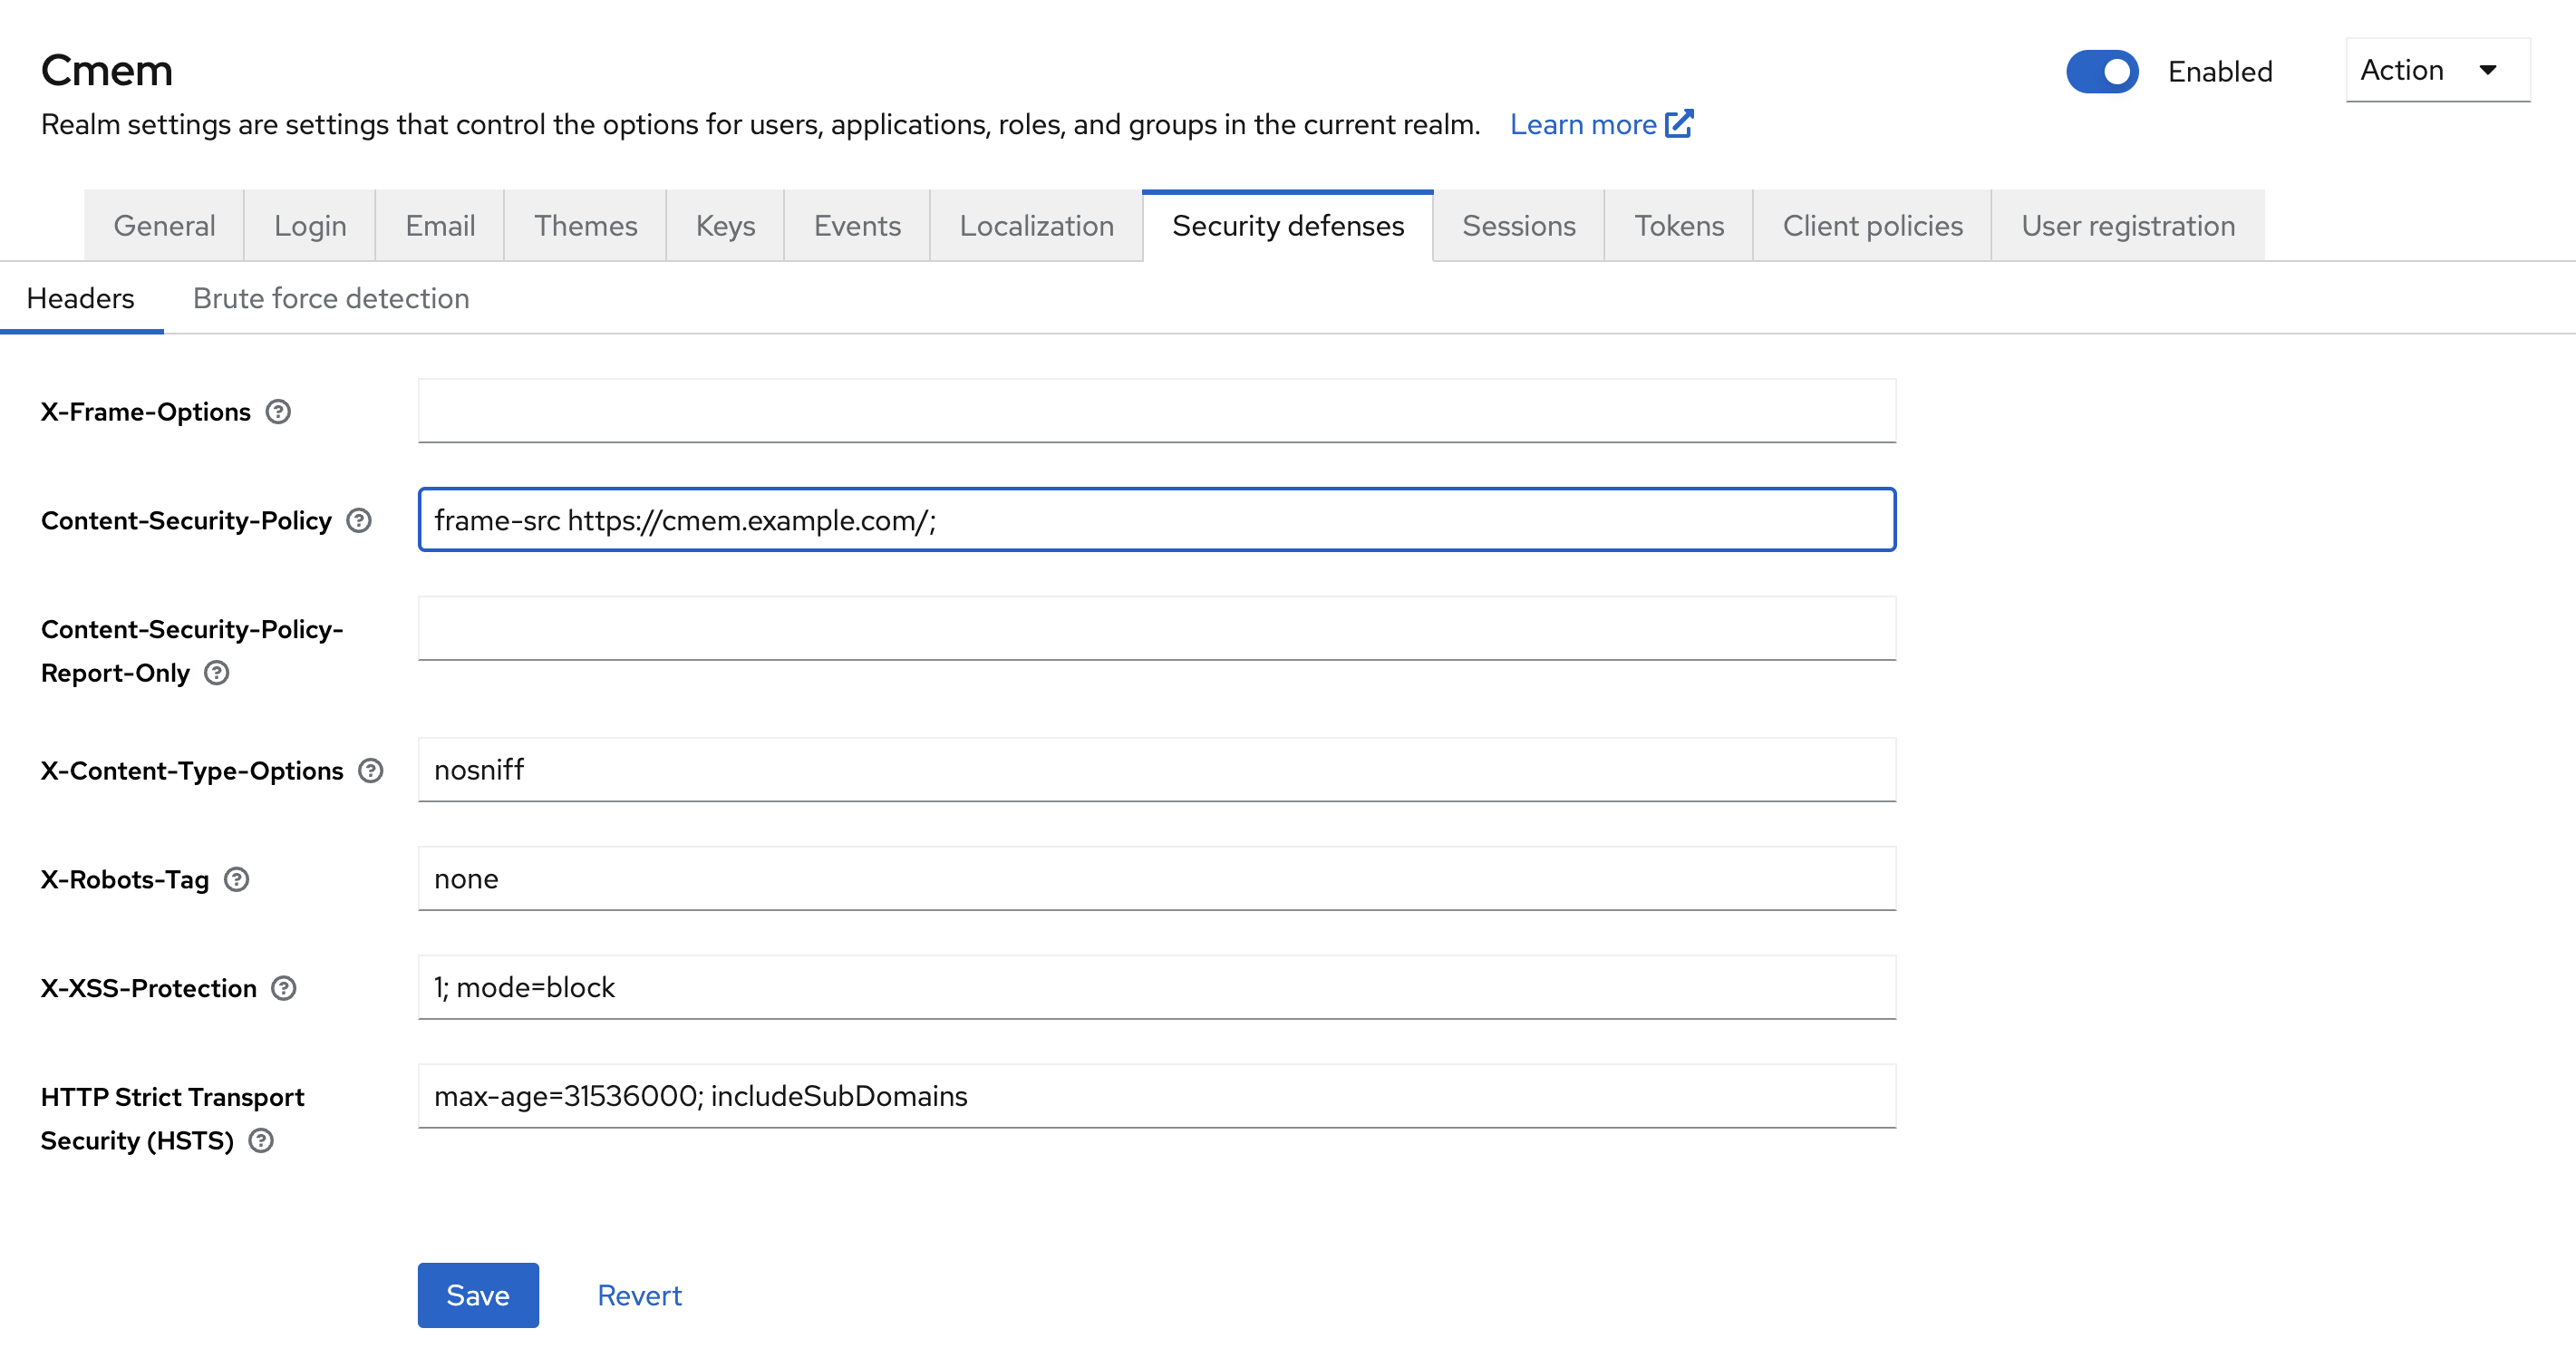 Cmem
Enabled
Action
Realm settings are settings that control the options for users, applications, roles, and groups in the current realm. Learn more
General Login Email Themes Keys Events Localization Security defenses Sessions Tokens Client policies User registration
Headers Brute force detection
X-Frame-Options
Content-Security-Policy
frame-src https://cmem.example.com/;
Content-Security-Policy-
Report-Only
X-Content-Type-Options
nosniff
X-Robots-Tag
none
X-XSS-Protection
1; mode=block
HTTP Strict Transport
Security (HSTS)
max-age=31536000; includeSubDomains
Save Revert